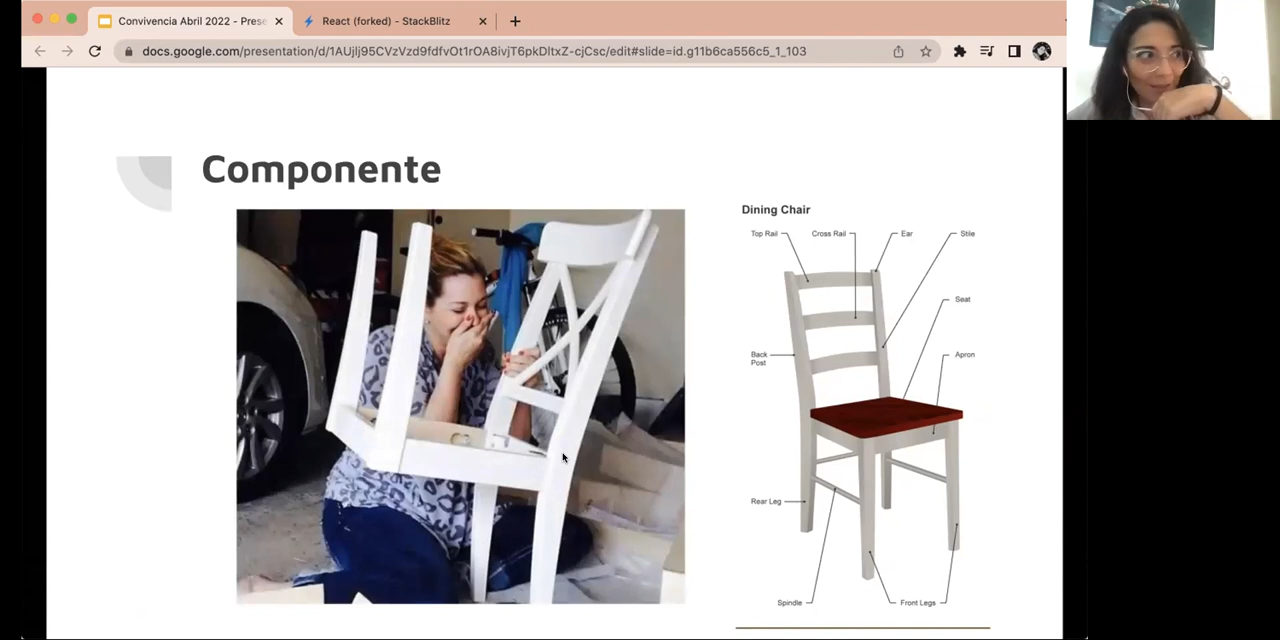 Convivencia Abril 2022 - Prese
React (forked) - StackBlitz
docs.google.com/presentation/d/1AUjlj95CVzVzd9fdfvOt1rOA8ivjT6pkDltxZ-cjCsc/edit#slide=id.g11b6ca556c5_1_103
Componente
Dining Chair
Top Rail
Cross Rail
Ear
Stile
Seat
Back
Post
Apron
Rear Leg
Spindle
Front Legs